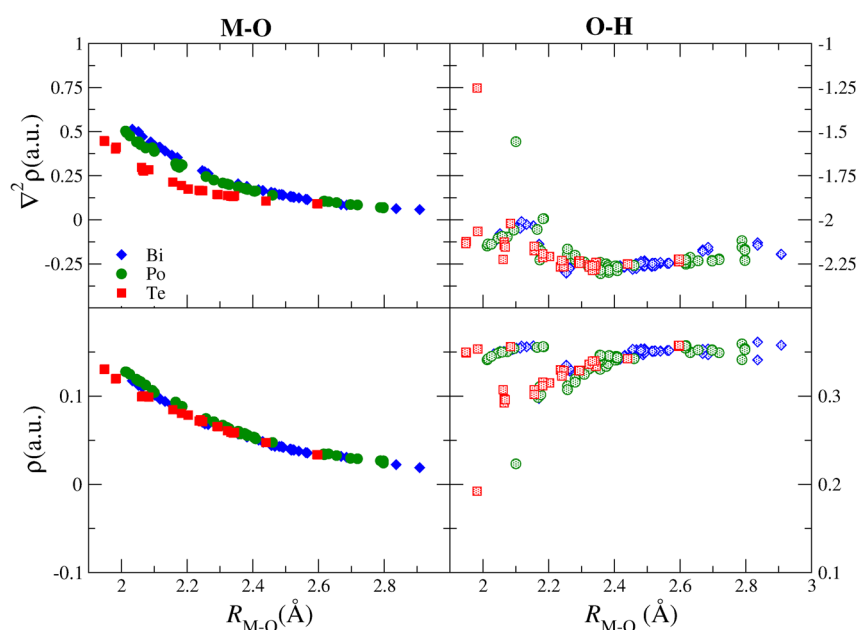 M-O O-H
1 -1
0.75 -1.25
0.5 -1.5
∇²ρ(a.u.)
0.25 -1.75
0 -2
-0.25 -2.25
Bi
Po
Te
0.1 0.3
ρ(a.u.)
0 0.2
-0.1 0.1
2 2.2 2.4 2.6 2.8 2 2.2 2.4 2.6 2.8 3
R_M-O(Å) R_M-O(Å)